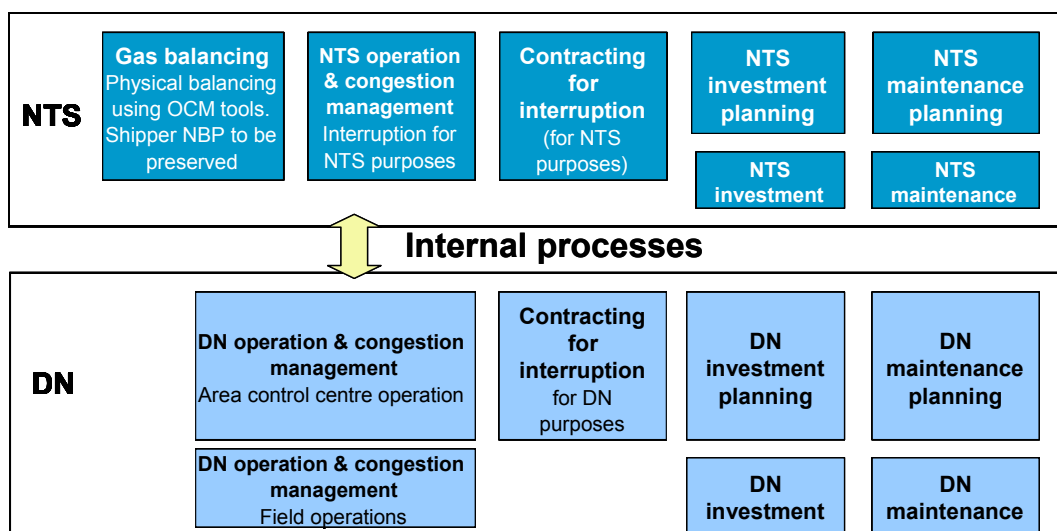 NTS
Gas balancing
Physical balancing
using OCM tools.
Shipper NBP to be
preserved
NTS operation
& congestion
management
Interruption for
NTS purposes
Contracting
for
interruption
(for NTS
purposes)
NTS
investment
planning
NTS
maintenance
planning
NTS
investment
NTS
maintenance
Internal processes
DN
DN operation & congestion
management
Area control centre operation
Contracting
for
interruption
for DN
purposes
DN
investment
planning
DN
maintenance
planning
DN operation & congestion
management
Field operations
DN
investment
DN
maintenance